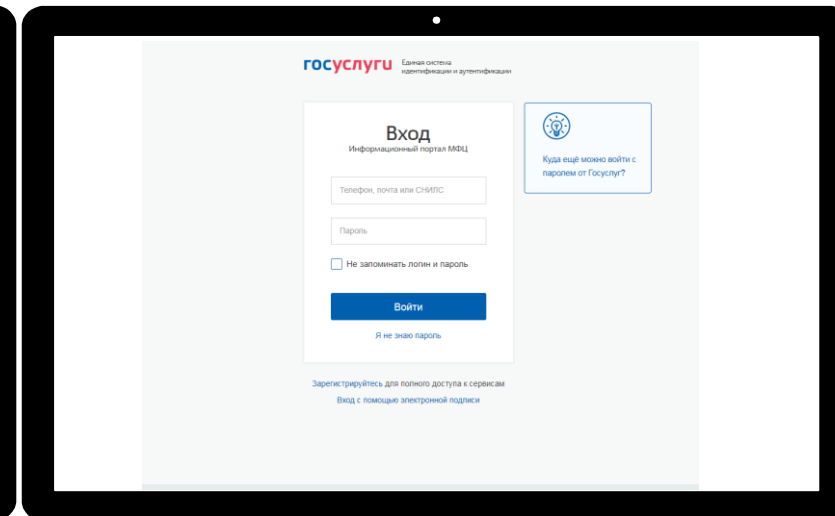 госуслуги
Единая система
идентификации и аутентификации
Вход
Информационный портал МФЦ
Телефон, почта или СНИЛС
Пароль
Не запоминать логин и пароль
Войти
Я не знаю пароль
Куда ещё можно войти с
паролем от Госуслуг?
Зарегистрируйтесь для полного доступа к сервисам
Вход с помощью электронной подписи